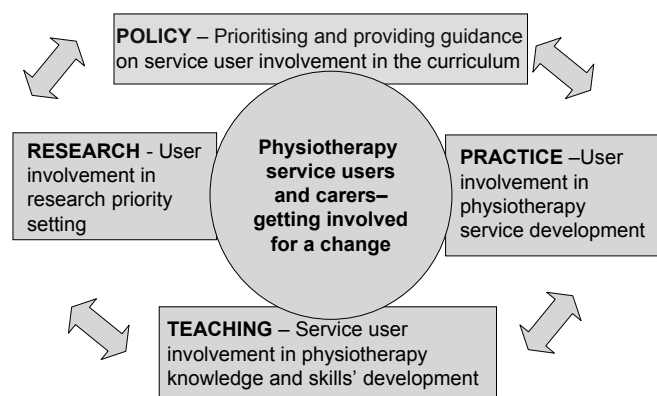 POLICY – Prioritising and providing guidance
on service user involvement in the curriculum
RESEARCH - User
involvement in
research priority
setting
Physiotherapy
service users
and carers–
getting involved
for a change
PRACTICE –User
involvement in
physiotherapy
service development
TEACHING – Service user
involvement in physiotherapy
knowledge and skills’ development